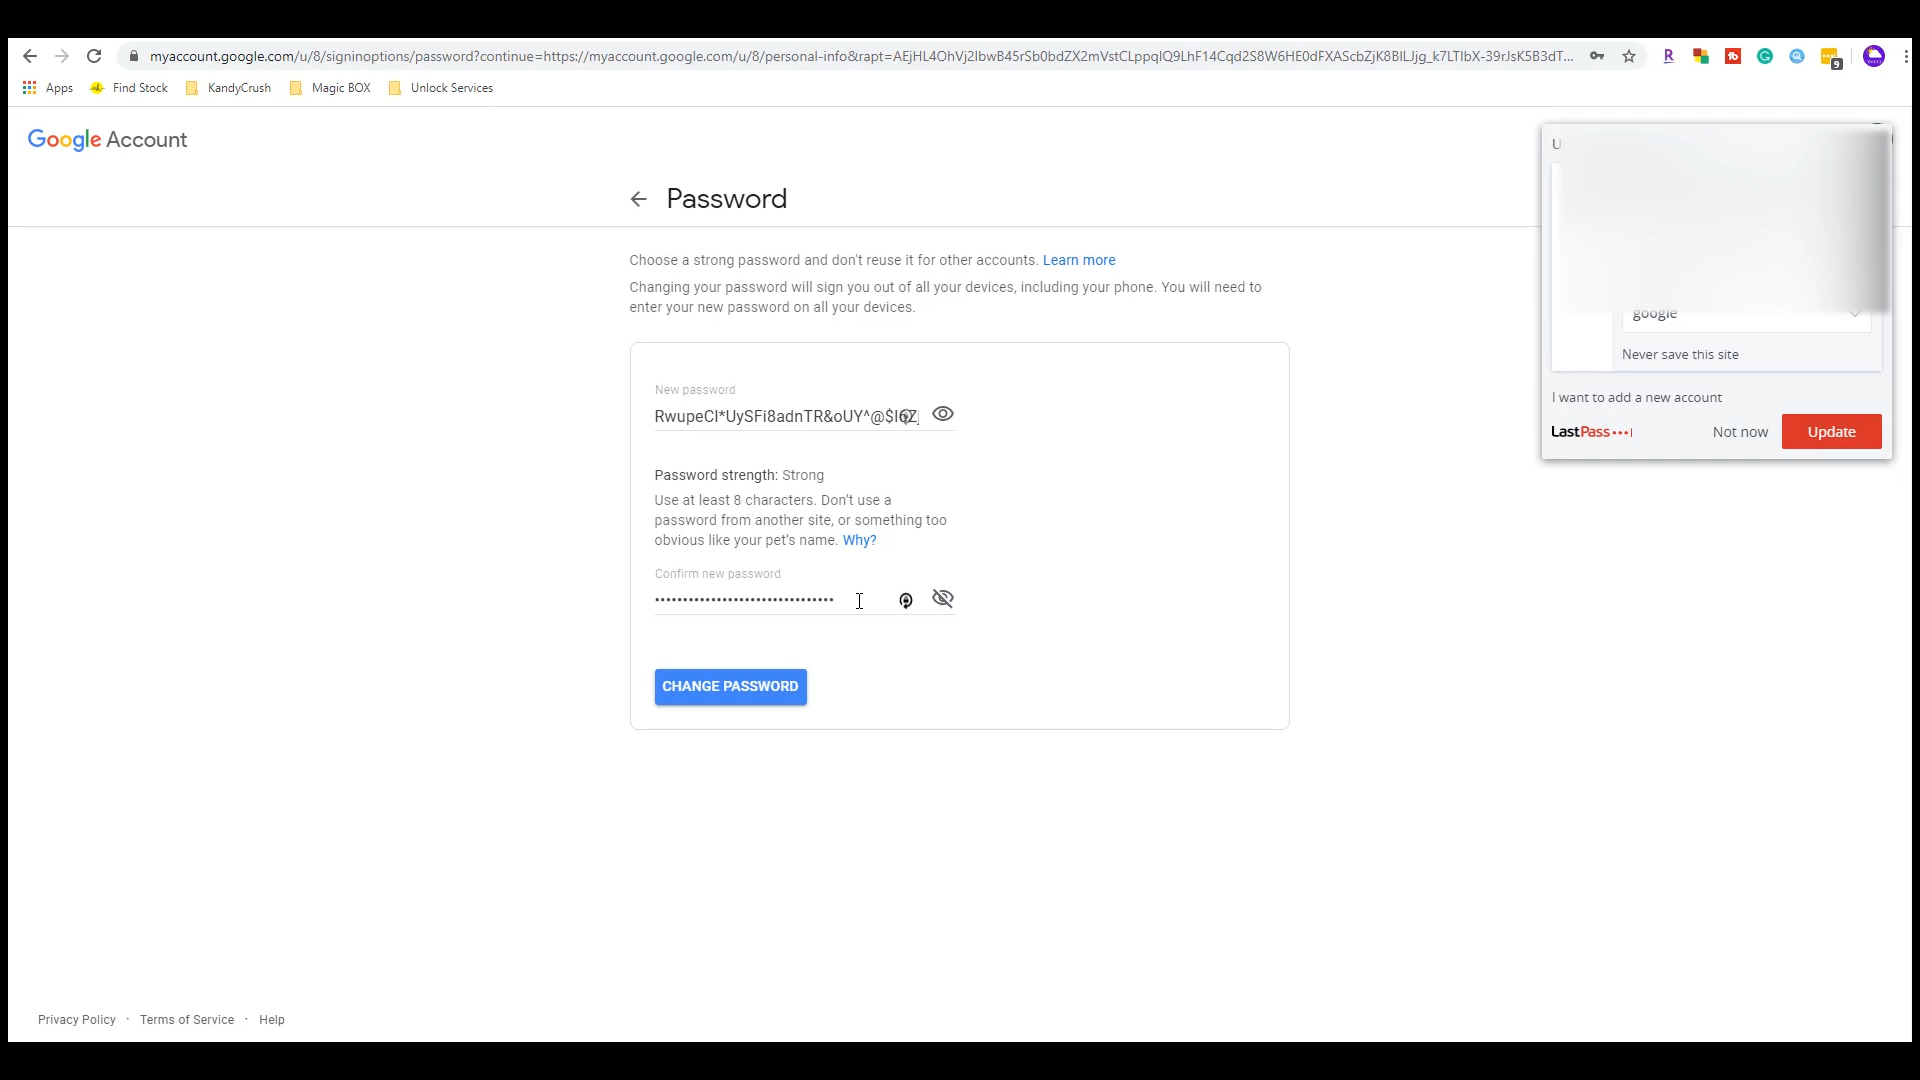 myaccount.google.com/u/8/signinoptions/password?continue=https://myaccount.google.com/u/8/personal-info&rapt=AEjHL4OhVj2IbwB45rSb0bdZX2mVstCLppqIQ9LhF14Cqd2S8W6HE0dFXAScbZjK8BlLJjg_k7LTIbX-39rJsK5B3dT...
Apps Find Stock KandyCrush Magic BOX Unlock Services
Google Account
Password
Choose a strong password and don't reuse it for other accounts. Learn more
Changing your password will sign you out of all your devices, including your phone. You will need to
enter your new password on all your devices.
New password
Password strength: Strong
Use at least 8 characters. Don't use a
password from another site, or something too
obvious like your pet's name. Why?
Confirm new password
CHANGE PASSWORD
U
google
Never save this site
I want to add a new account
LastPass
Not now
Update
9
Privacy Policy · Terms of Service · Help